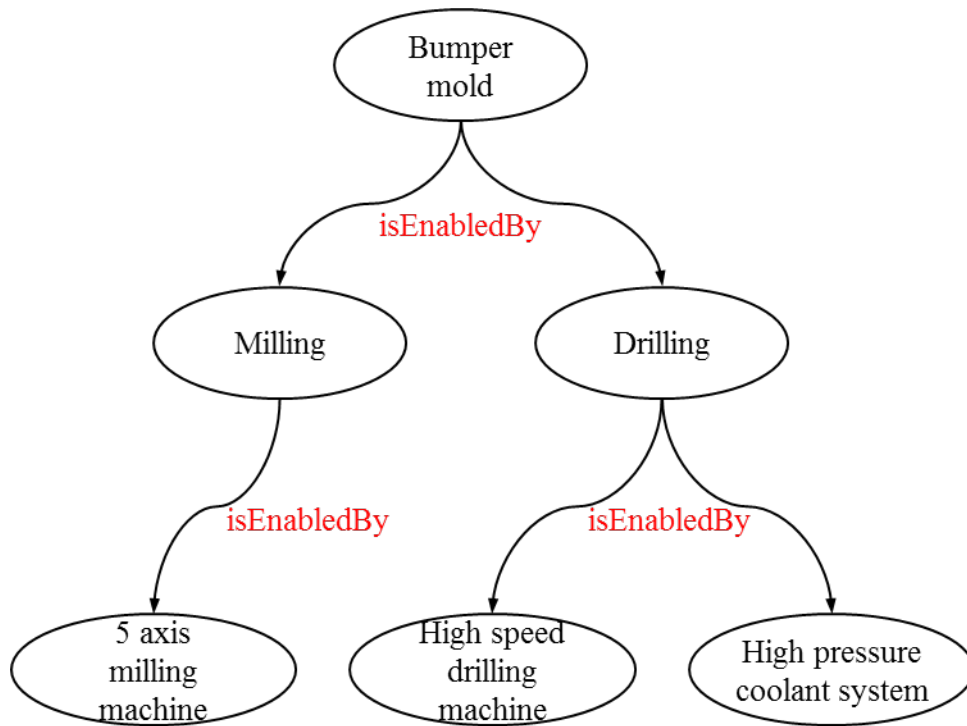 Bumper
mold
isEnabledBy
Milling
Drilling
isEnabledBy
isEnabledBy
5 axis
milling
machine
High speed
drilling
machine
High pressure
coolant system